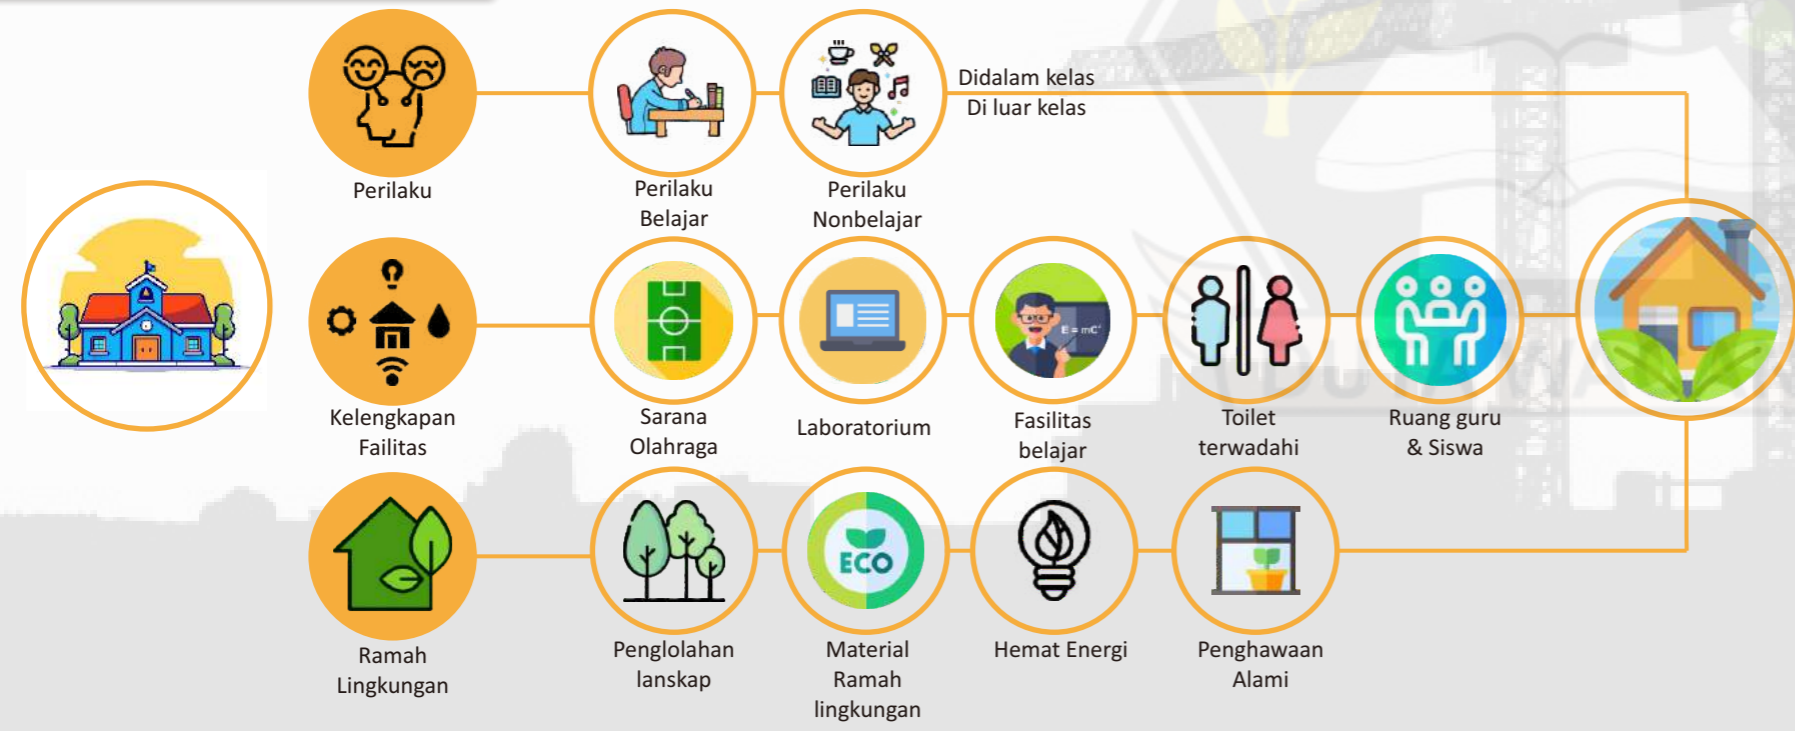 Didalam kelas
Di luar kelas
Perilaku
Perilaku
Belajar
Perilaku
Nonbelajar
E = mC²
Kelengkapan
Failitas
Sarana
Olahraga
Laboratorium
Fasilitas
belajar
Toilet
terwadahi
Ruang guru
& Siswa
ECO
Ramah
Lingkungan
Penglolahan
lanskap
Material
Ramah
lingkungan
Hemat Energi
Penghawaan
Alami